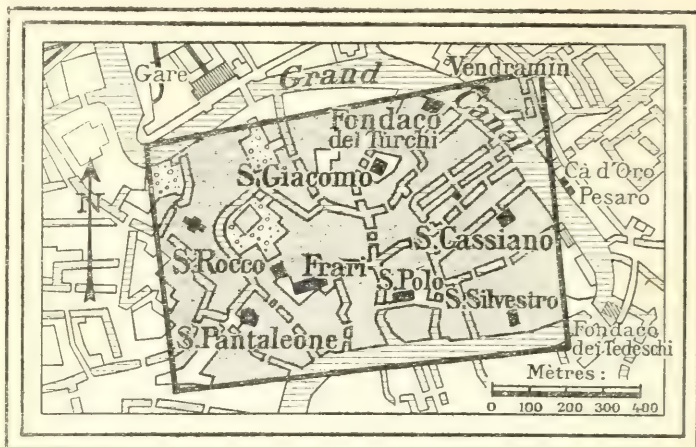 Gare
Grand
Canal
Vendramin
Fondaco
dei Turchi
S. Giacomo
Cà d'Oro
Pesaro
N
S. Cassiano
S. Rocco
Frari
S. Polo
S. Silvestro
S. Pantaleone
Fondaco
dei Tedeschi
Mètres :
0 100 200 300 400